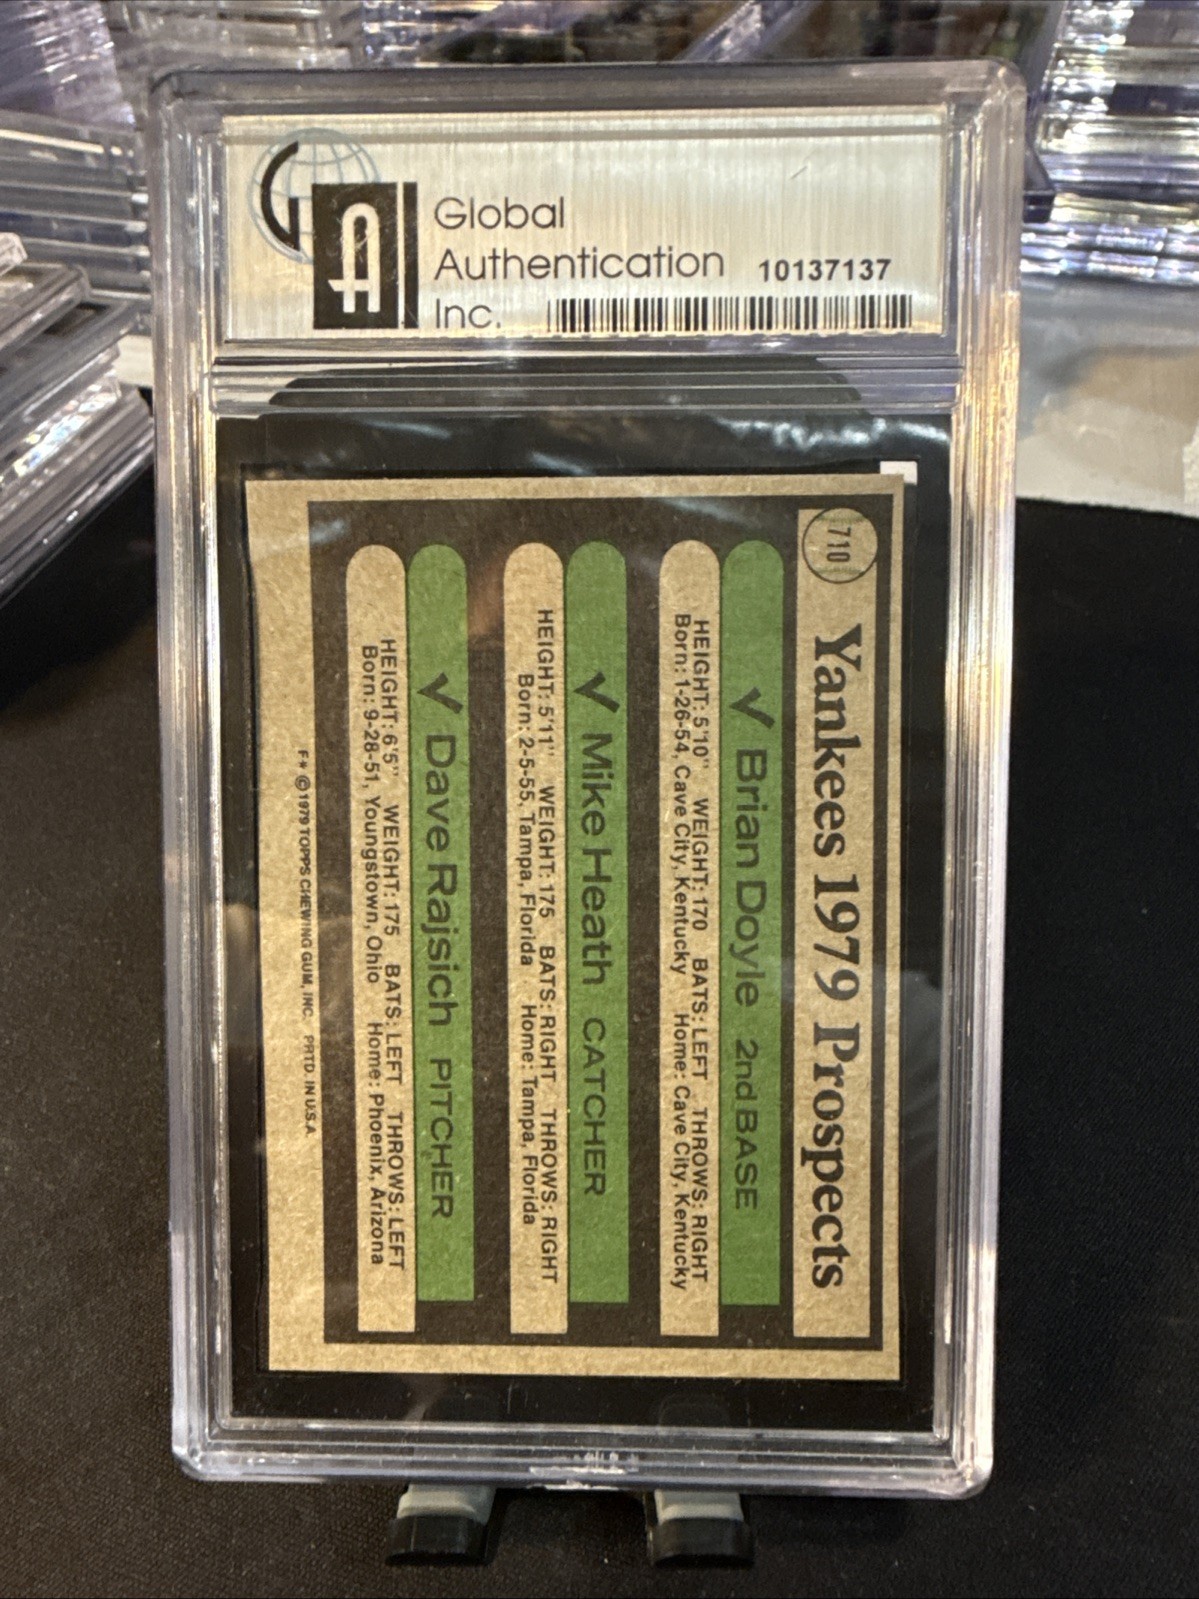 GA
Global
Authentication
Inc.
10137137
710
Yankees 1979 Prospects
✓ Brian Doyle 2nd BASE
HEIGHT: 5'10" WEIGHT: 170 BATS: LEFT THROWS: RIGHT
Born: 1-26-54, Cave City, Kentucky Home: Cave City, Kentucky
✓ Mike Heath CATCHER
HEIGHT: 5'11" WEIGHT: 175 BATS: RIGHT THROWS: RIGHT
Born: 2-5-55, Tampa, Florida Home: Tampa, Florida
✓ Dave Rajsich PITCHER
HEIGHT: 6'5" WEIGHT: 175 BATS: LEFT THROWS: LEFT
Born: 9-28-51, Youngstown, Ohio Home: Phoenix, Arizona
F* © 1979 TOPPS CHEWING GUM, INC. PRTD. IN U.S.A.